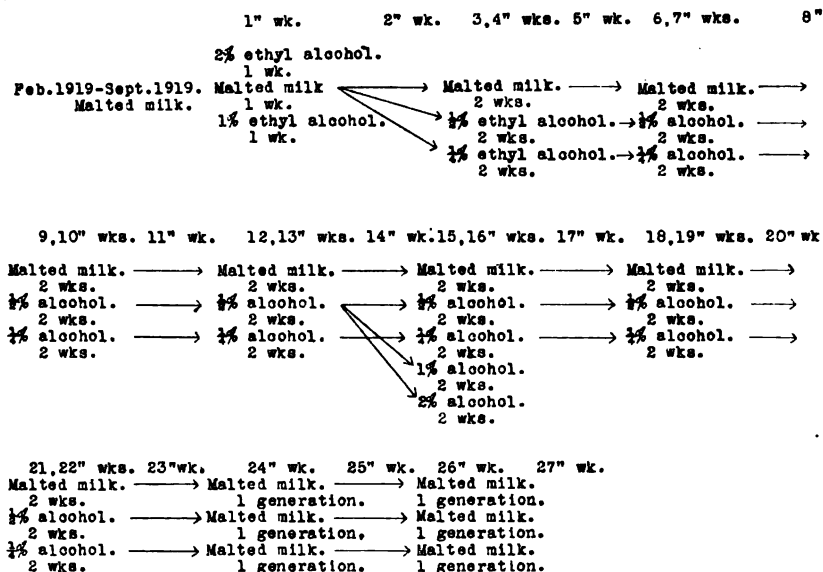 1" wk. 2" wk. 3,4" wks. 5" wk. 6,7" wks. 8"
2% ethyl alcohol.
1 wk.
Feb.1919-Sept.1919. Malted milk Malted milk. Malted milk.
Malted milk. 1 wk. 2 wks. 2 wks.
1% ethyl alcohol. ½% ethyl alcohol. ½% alcohol.
1 wk. 2 wks. 2 wks.
¼% ethyl alcohol. ¼% alcohol.
2 wks. 2 wks.
9,10" wks. 11" wk. 12,13" wks. 14" wk. 15,16" wks. 17" wk. 18,19" wks. 20" wk
Malted milk. Malted milk. Malted milk. Malted milk.
2 wks. 2 wks. 2 wks. 2 wks.
½% alcohol. ½% alcohol. ½% alcohol. ½% alcohol.
2 wks. 2 wks. 2 wks. 2 wks.
¼% alcohol. ¼% alcohol. ¼% alcohol. ¼% alcohol.
2 wks. 2 wks. 2 wks. 2 wks.
1% alcohol.
2 wks.
2% alcohol.
2 wks.
21,22" wks. 23"wk. 24" wk. 25" wk. 26" wk. 27" wk.
Malted milk. Malted milk. Malted milk.
2 wks. 1 generation. 1 generation.
½% alcohol. Malted milk. Malted milk.
2 wks. 1 generation, 1 generation.
¼% alcohol. Malted milk. Malted milk.
2 wks. 1 generation. 1 generation.